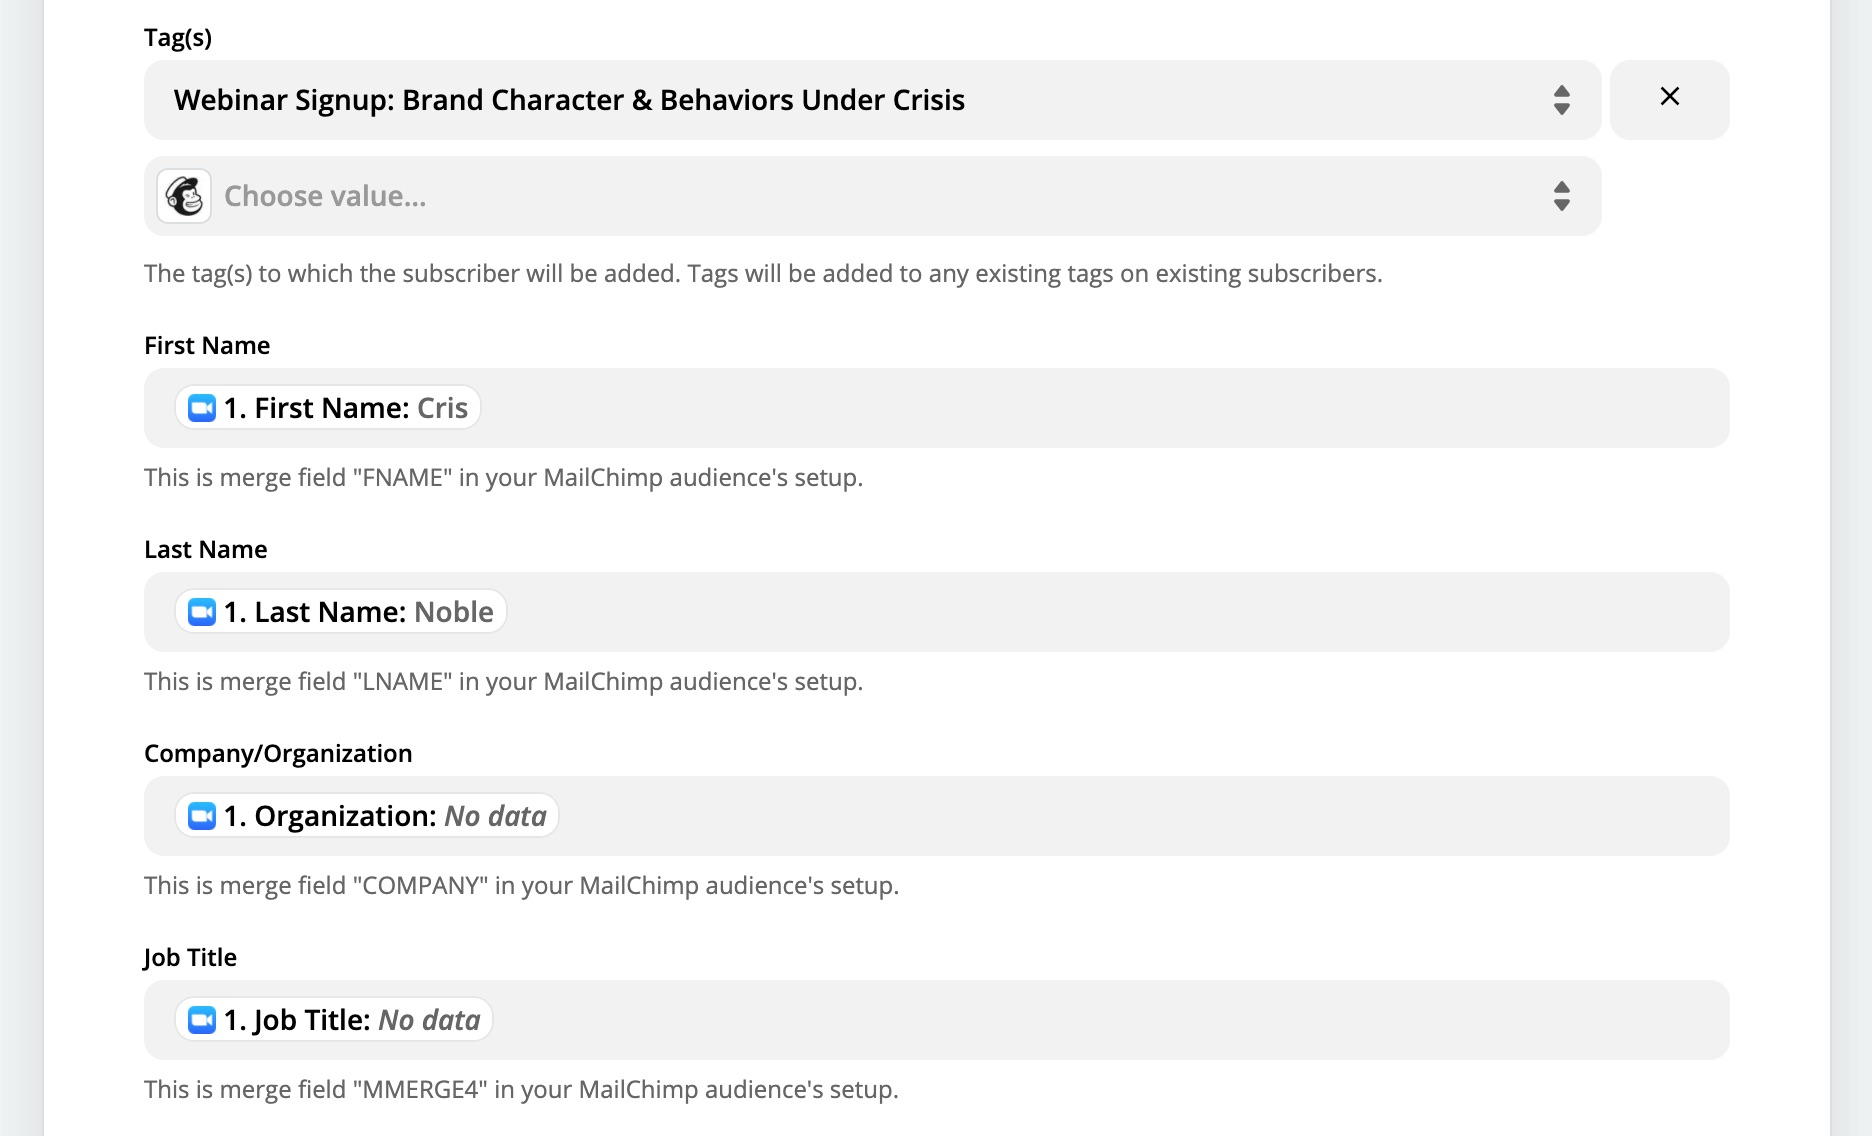 Tag(s)
Webinar Signup: Brand Character & Behaviors Under Crisis
Choose value...
The tag(s) to which the subscriber will be added. Tags will be added to any existing tags on existing subscribers.
First Name
1. First Name: Cris
This is merge field "FNAME" in your MailChimp audience's setup.
Last Name
1. Last Name: Noble
This is merge field "LNAME" in your MailChimp audience's setup.
Company/Organization
1. Organization: No data
This is merge field "COMPANY" in your MailChimp audience's setup.
Job Title
1. Job Title: No data
This is merge field "MMERGE4" in your MailChimp audience's setup.